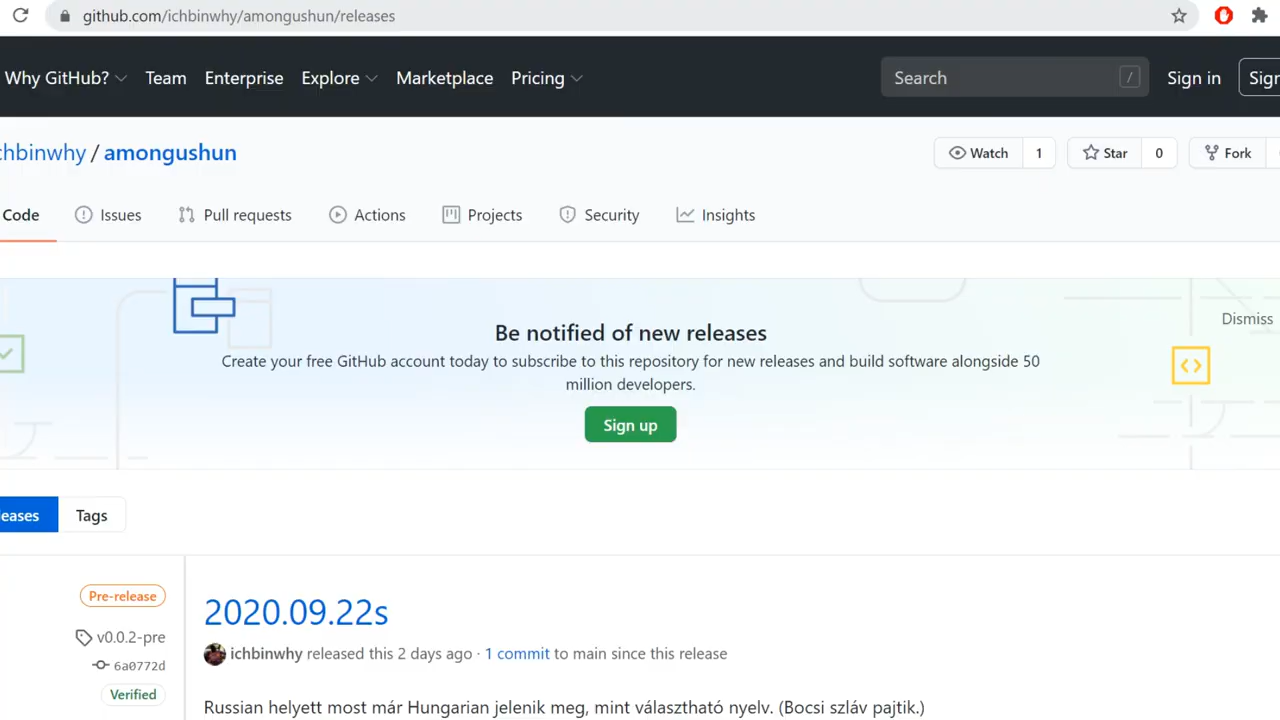 github.com/ichbinwhy/amongushun/releases
Why GitHub? Team Enterprise Explore Marketplace Pricing Search / Sign in Sign
chbinwhy / amongushun Watch 1 Star 0 Fork
Code Issues Pull requests Actions Projects Security Insights
Be notified of new releases
Dismiss
Create your free GitHub account today to subscribe to this repository for new releases and build software alongside 50
million developers.
Sign up
eases Tags
Pre-release
v0.0.2-pre
6a0772d
Verified
2020.09.22s
ichbinwhy released this 2 days ago · 1 commit to main since this release
Russian helyett most már Hungarian jelenik meg, mint választható nyelv. (Bocsi szláv pajtik.)